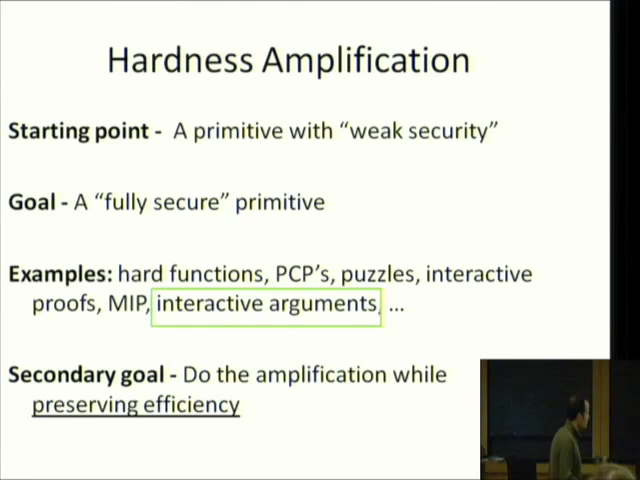 Hardness Amplification
Starting point - A primitive with “weak security”
Goal - A “fully secure” primitive
Examples: hard functions, PCP’s, puzzles, interactive
proofs, MIP, interactive arguments, ...
Secondary goal - Do the amplification while
preserving efficiency